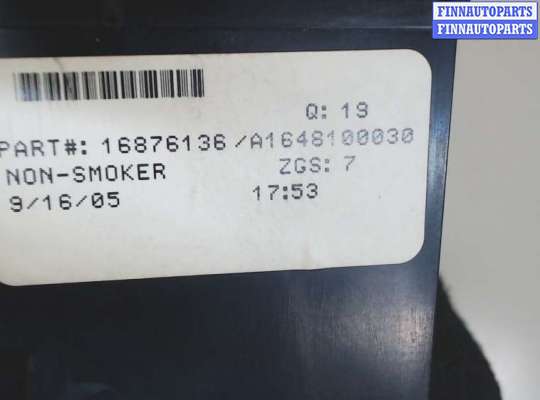 FINNAUTOPARTS
FINNAUTOPARTS
Q: 19
PART#: 16876136/A1648100030
NON-SMOKER ZGS: 7
9/16/05 17:53